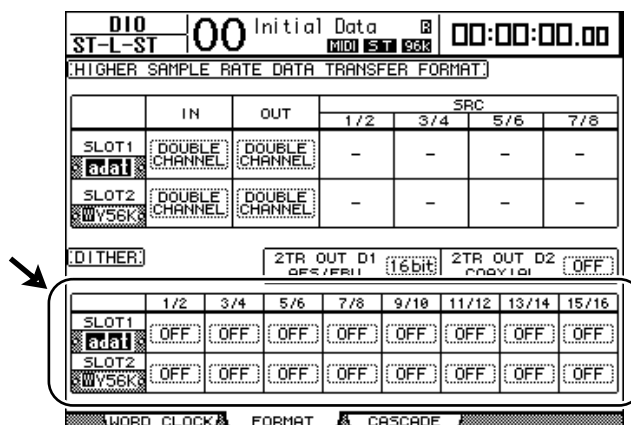 DIO
ST-L-ST
00
Initial Data
R
MIDI ST 96K
00:00:00.00
HIGHER SAMPLE RATE DATA TRANSFER FORMAT
IN OUT SRC
1/2 3/4 5/6 7/8
SLOT1 adat DOUBLE CHANNEL DOUBLE CHANNEL - - - -
SLOT2 WY56K DOUBLE CHANNEL DOUBLE CHANNEL - - - -
DITHER
2TR OUT D1 AES/EBU 16bit
2TR OUT D2 COAXIAL OFF
1/2 3/4 5/6 7/8 9/10 11/12 13/14 15/16
SLOT1 adat OFF OFF OFF OFF OFF OFF OFF OFF
SLOT2 WY56K OFF OFF OFF OFF OFF OFF OFF OFF
WORD CLOCK FORMAT CASCADE